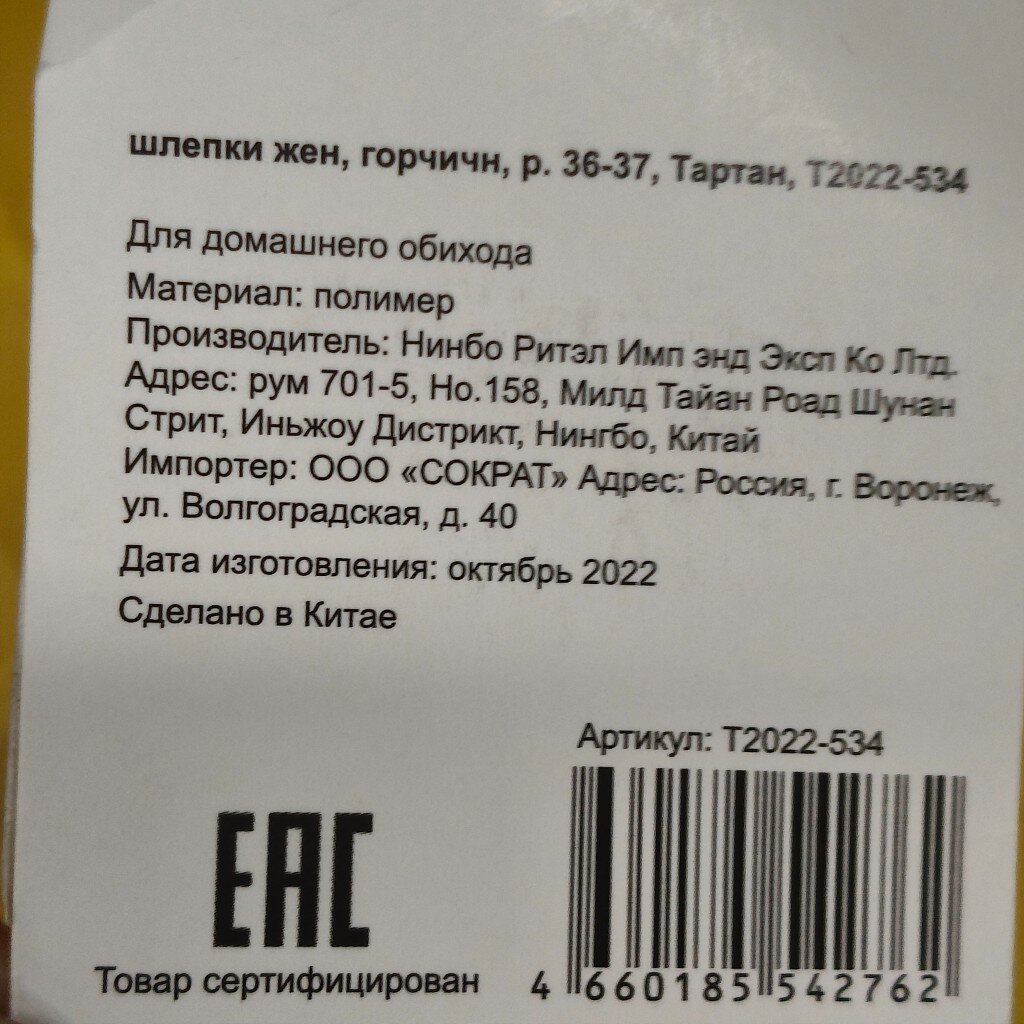 шлепки жен, горчичн, р. 36-37, Тартан, Т2022-534
Для домашнего обихода
Материал: полимер
Производитель: Нинбо Ритэл Имп энд Эксп Ко Лтд.
Адрес: рум 701-5, Но.158, Милд Тайан Роад Шунан
Стрит, Иньжоу Дистрикт, Нингбо, Китай
Импортер: ООО «СОКРАТ» Адрес: Россия, г. Воронеж,
ул. Волгоградская, д. 40
Дата изготовления: октябрь 2022
Сделано в Китае
Артикул: Т2022-534
ЕАС
Товар сертифицирован
4 660185 542762